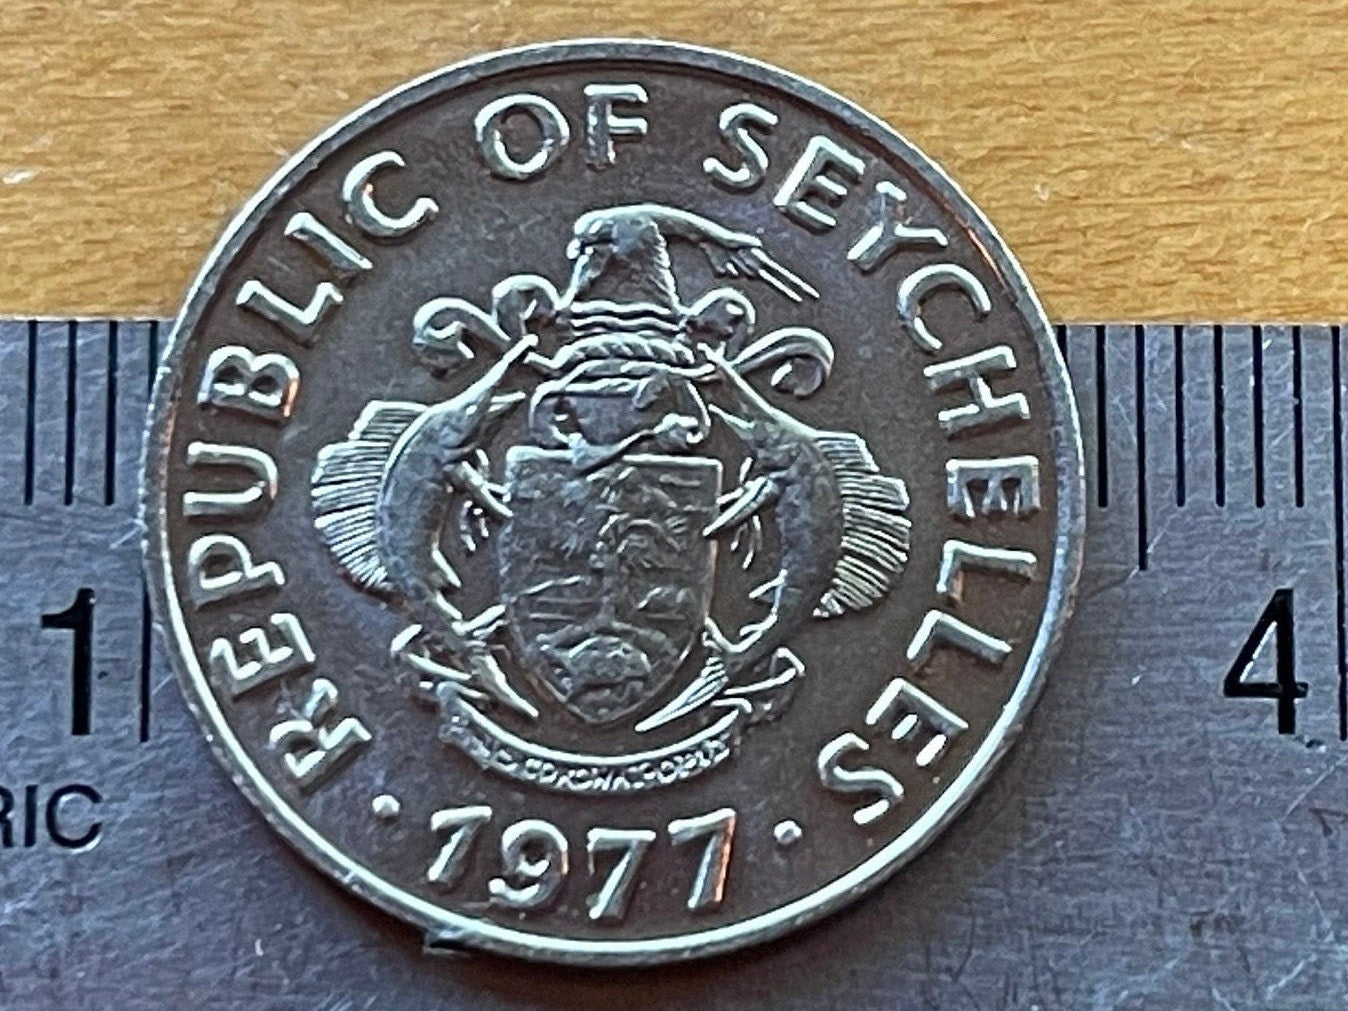 REPUBLIC OF SEYCHELLES
· 1977 ·
1
4
RIC